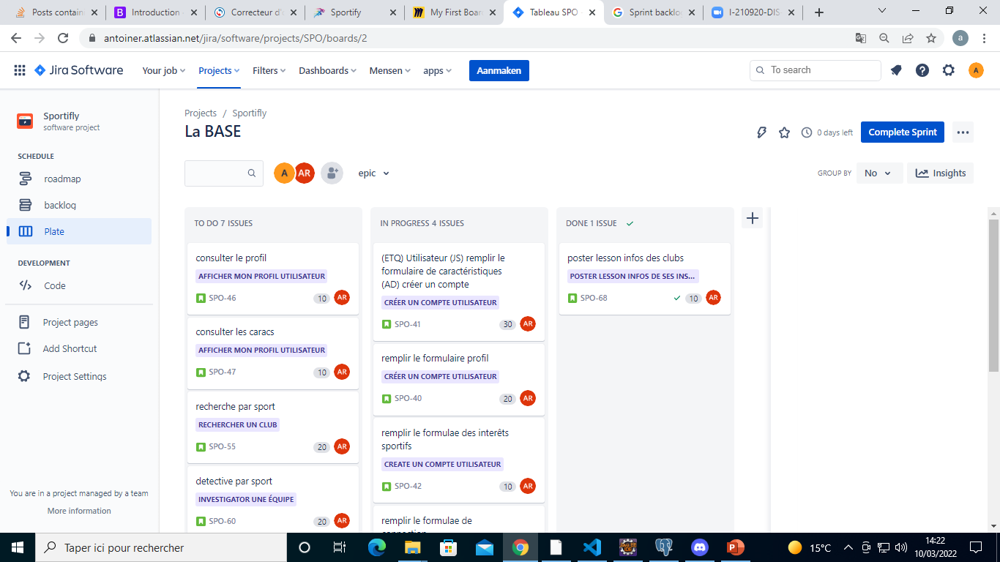 Posts contain
Introduction
Correcteur d'
Sportify
My First Boar
Tableau SPO
Sprint backlo
I-210920-DIS
antoiner.atlassian.net/jira/software/projects/SPO/boards/2
a
Jira Software
Your job
Projects
Filters
Dashboards
Mensen
apps
Aanmaken
To search
A
Sportifly
software project
SCHEDULE
roadmap
backlog
Plate
DEVELOPMENT
Code
Project pages
Add Shortcut
Project Settings
You are in a project managed by a team
More information
Projects / Sportifly
La BASE
0 days left
Complete Sprint
A
AR
epic
GROUP BY
No
Insights
TO DO 7 ISSUES
consulter le profil
AFFICHER MON PROFIL UTILISATEUR
SPO-46
10
AR
consulter les caracs
AFFICHER MON PROFIL UTILISATEUR
SPO-47
10
AR
recherche par sport
RECHERCHER UN CLUB
SPO-55
20
AR
detective par sport
INVESTIGATOR UNE ÉQUIPE
SPO-60
20
AR
IN PROGRESS 4 ISSUES
(ETQ) Utilisateur (JS) remplir le
formulaire de caractéristiques
(AD) créer un compte
CRÉER UN COMPTE UTILISATEUR
SPO-41
30
AR
remplir le formulaire profil
CRÉER UN COMPTE UTILISATEUR
SPO-40
20
AR
remplir le formulae des interêts
sportifs
CREATE UN COMPTE UTILISATEUR
SPO-42
10
AR
remplir le formulae de
DONE 1 ISSUE
poster lesson infos des clubs
POSTER LESSON INFOS DE SES INS...
SPO-68
10
AR
Taper ici pour rechercher
15°C
14:22
10/03/2022